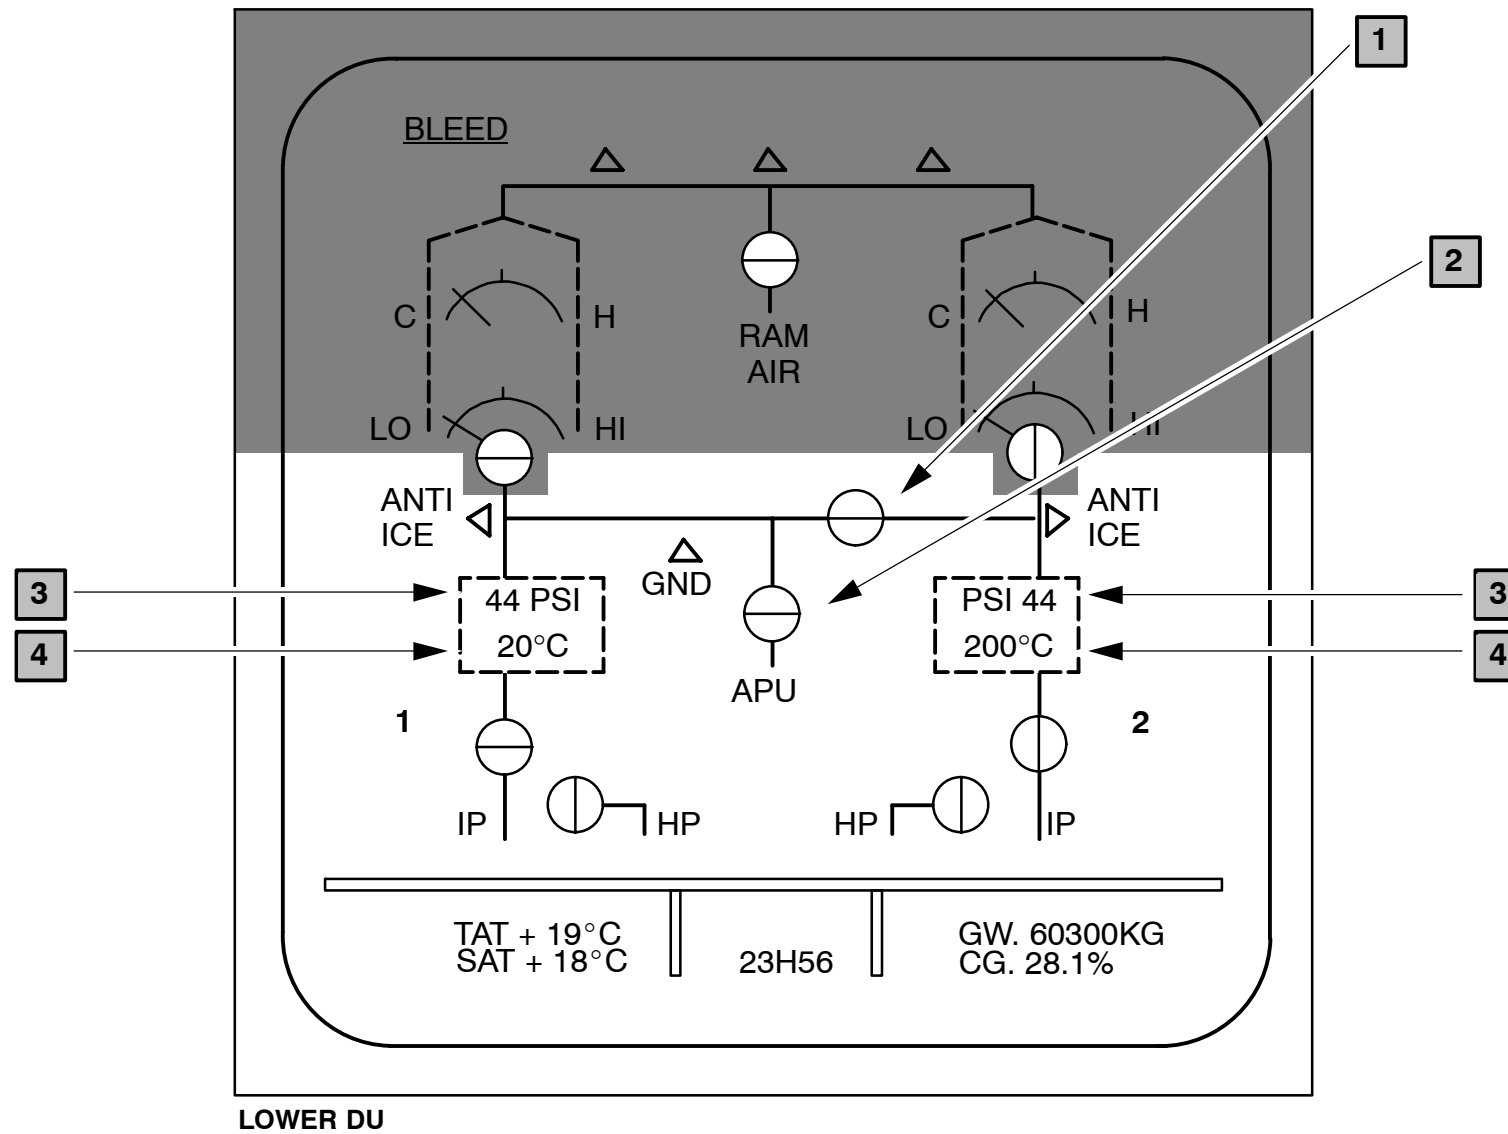 1
BLEED
2
C H
C H
RAM
AIR
LO HI
LO HI
ANTI
ICE
ANTI
ICE
GND
3
44 PSI
PSI 44
3
4
20°C
200°C
4
APU
1
2
IP HP
HP IP
TAT + 19°C
SAT + 18°C
23H56
GW. 60300KG
CG. 28.1%
LOWER DU